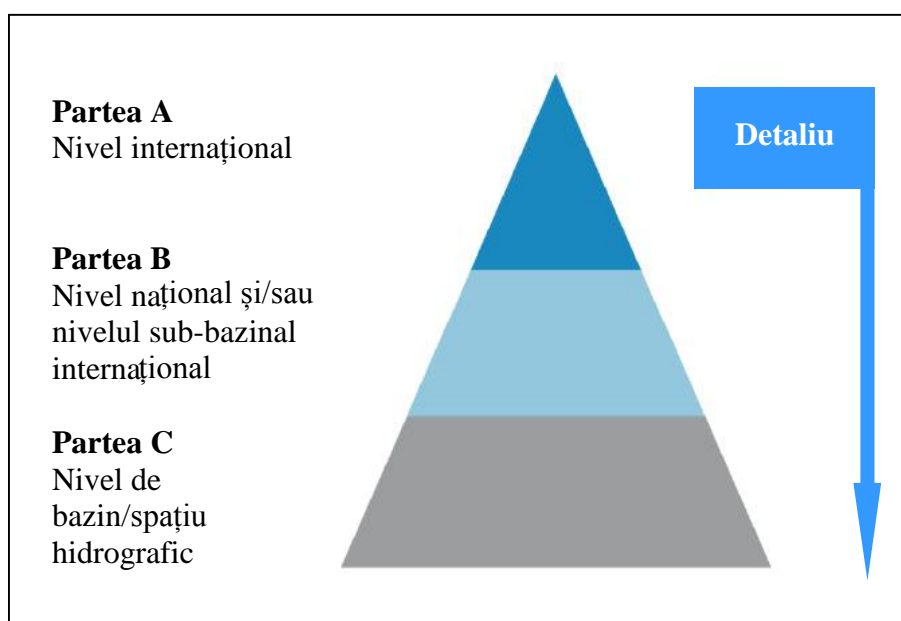 Partea A
Nivel internațional
Detaliu
Partea B
Nivel național și/sau
nivelul sub-bazinal
internațional
Partea C
Nivel de
bazin/spațiu
hidrografic